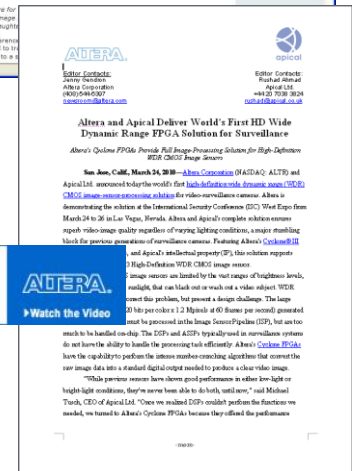 e for
mage
aught
erence
to tra
to a s
ALTERA.
apical
Editor Contacts:
Jenny Gendron
Altera Corporation
(408) 544-6397
newsroom@altera.com
Editor Contacts:
Rushad Ahmad
Apical Ltd.
rushad@apical.co.uk
Altera and Apical Deliver World's First HD Wide
Dynamic Range FPGA Solution for Surveillance
Altera's Cyclone FPGAs Provide Full Image-Processing Solution for High-Definition
WDR CMOS Image Sensors
San Jose, Calif., March 24, 2010—Altera Corporation (NASDAQ: ALTR) and
Apical Ltd. announced today the world's first high-definition wide dynamic range (WDR)
CMOS image-sensor-processing solution for video-surveillance cameras. Altera is
demonstrating the solution at the International Security Conference (ISC) West Expo from
March 24 to 26 in Las Vegas, Nevada. Altera and Apical's complete solution ensures
superb video-image quality regardless of varying lighting conditions, a major stumbling
block for previous generations of surveillance cameras. Featuring Altera's Cyclone® III
, and Apical's intellectual property (IP), this solution supports
High-Definition WDR CMOS image sensor.
image sensors are limited by the vast ranges of brightness levels,
sunlight, that can black out or wash out a video subject. WDR
orrect this problem, but present a design challenge. The large
20 bits per color x 1.2 Mpixels at 60 frames per second) generated
must be processed in the Image Sensor Pipeline (ISP), but are too
much to be handled on-chip. The DSPs and ASSPs typically used in surveillance systems
do not have the ability to handle the processing task efficiently. Altera's Cyclone FPGAs
have the capability to perform the intense number-crunching algorithms that convert the
raw image data into a standard digital output needed to produce a clear video image.
"While previous sensors have shown good performance in either low-light or
bright-light conditions, they've never been able to do both, until now," said Michael
Tusch, CEO of Apical Ltd. "Once we realized DSPs couldn't perform the functions we
needed, we turned to Altera's Cyclone FPGAs because they offered the performance
ALTERA.
Watch the Video
-more-